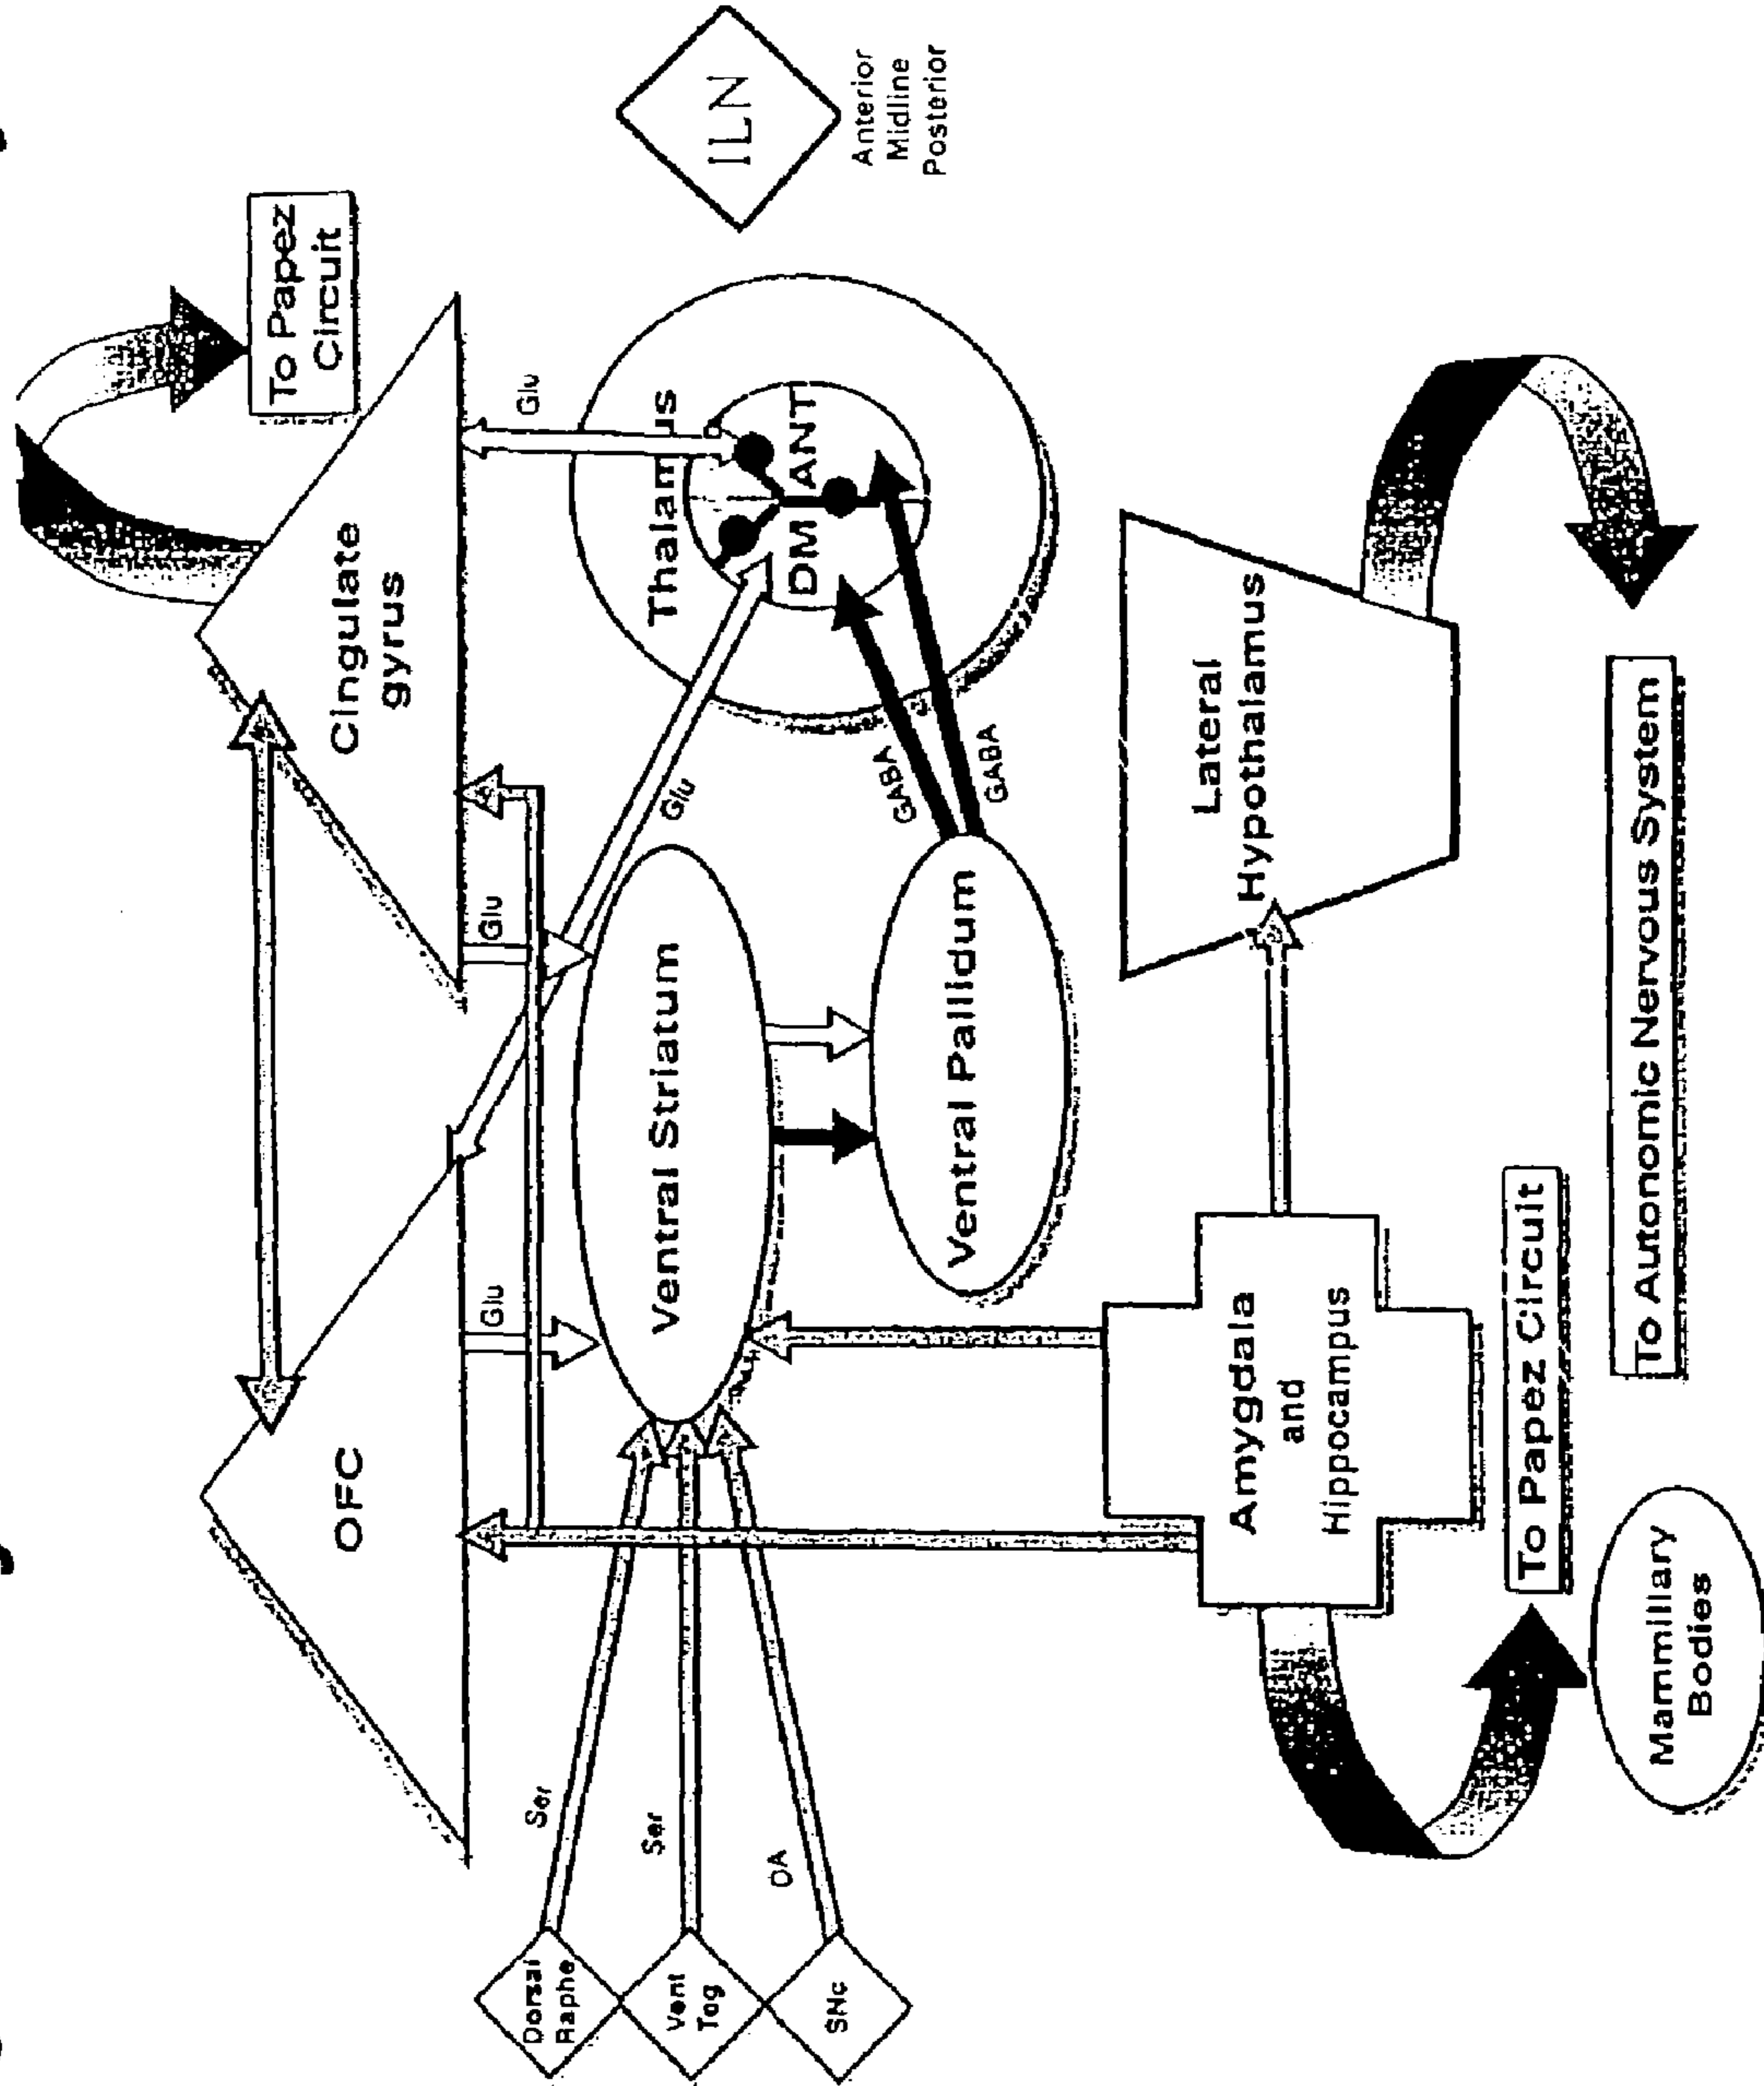 OFC
Cingulate
gyrus
To Papez
Circuit
Glu
Glu
Glu
Glu
Dorsal
Raphe
Ser
Vent
Tag
Ser
SNc
DA
Ventral Striatum
Thalamus
DM
ANT
ILN
Anterior
Midline
Posterior
Ventral Pallidum
GABA
GABA
Amygdala
and
Hippocampus
Lateral
Hypothalamus
To Papez Circuit
Mammillary
Bodies
To Autonomic Nervous System